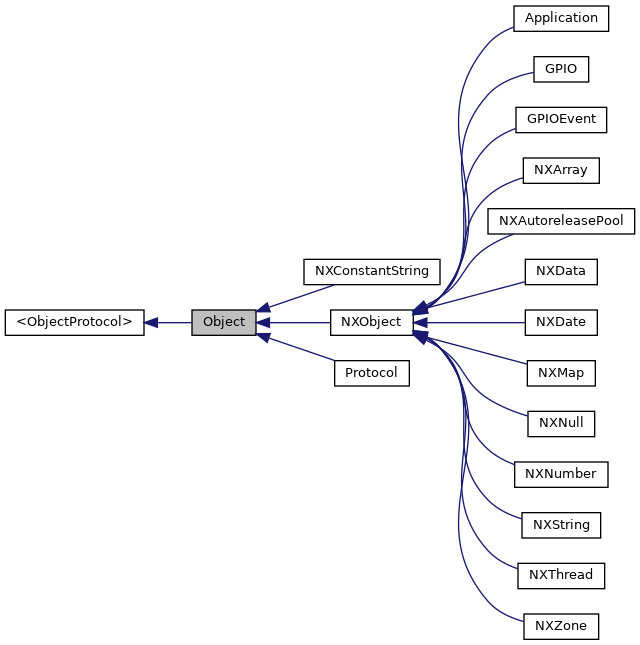 Application
GPIO
GPIOEvent
NXArray
NXAutoreleasePool
NXConstantString
NXData
<ObjectProtocol>
Object
NXObject
NXDate
Protocol
NXMap
NXNull
NXNumber
NXString
NXThread
NXZone